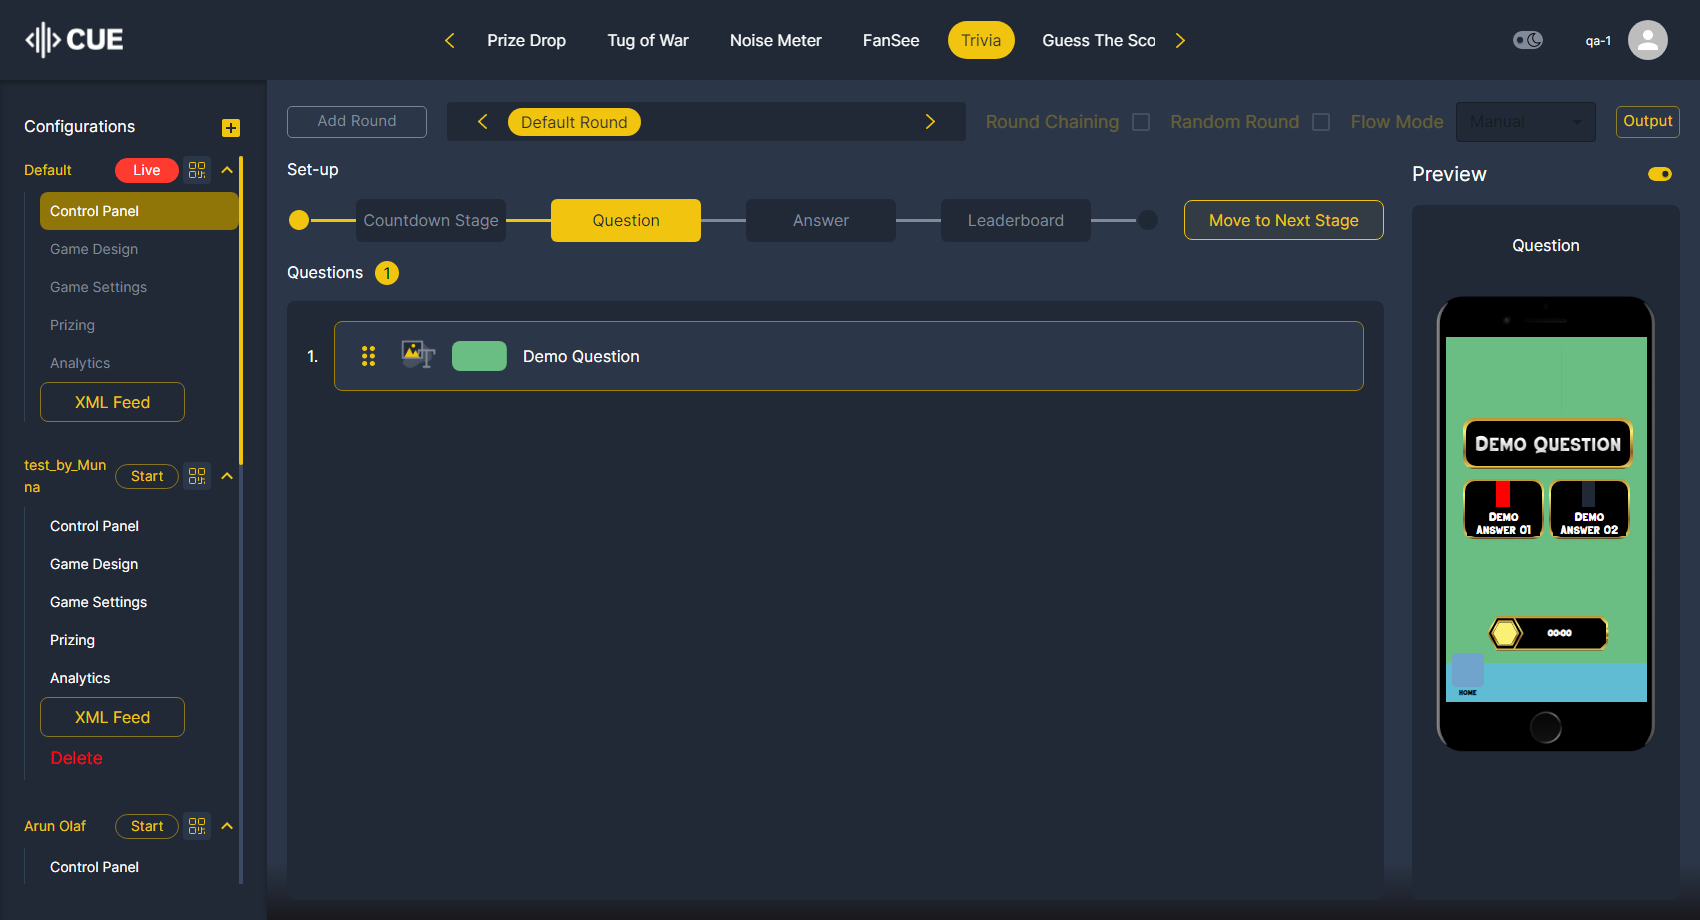 CUE
Prize Drop
Tug of War
Noise Meter
FanSee
Trivia
Guess The Sco
qa-1
Configurations
Default
Live
Control Panel
Game Design
Game Settings
Prizing
Analytics
XML Feed
test_by_Mun
na
Start
Control Panel
Game Design
Game Settings
Prizing
Analytics
XML Feed
Delete
Arun Olaf
Start
Control Panel
Add Round
Default Round
Round Chaining
Random Round
Flow Mode
Manual
Output
Set-up
Countdown Stage
Question
Answer
Leaderboard
Move to Next Stage
Questions
1
1.
Demo Question
Preview
Question
Demo Question
Demo
Answer 01
Demo
Answer 02
00:00
HOME